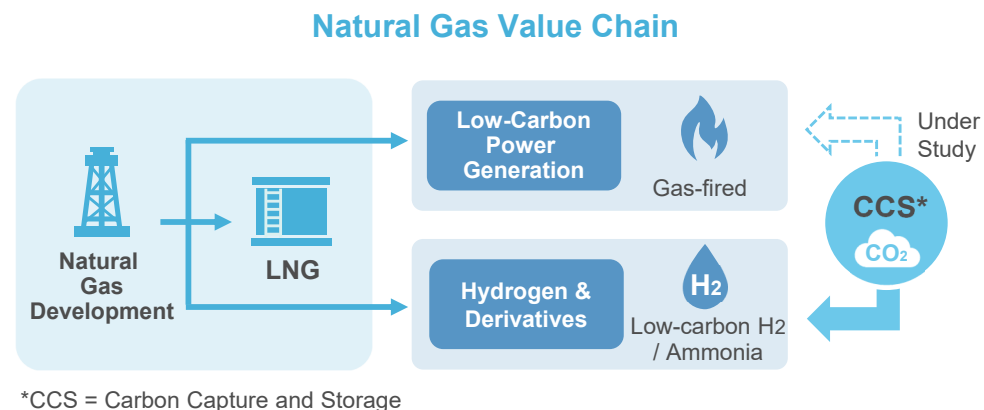 Natural Gas Value Chain
Natural
Gas
Development
LNG
Low-Carbon
Power
Generation
Gas-fired
Hydrogen &
Derivatives
H2
Low-carbon H2
/ Ammonia
Under
Study
CCS*
CO2
*CCS = Carbon Capture and Storage